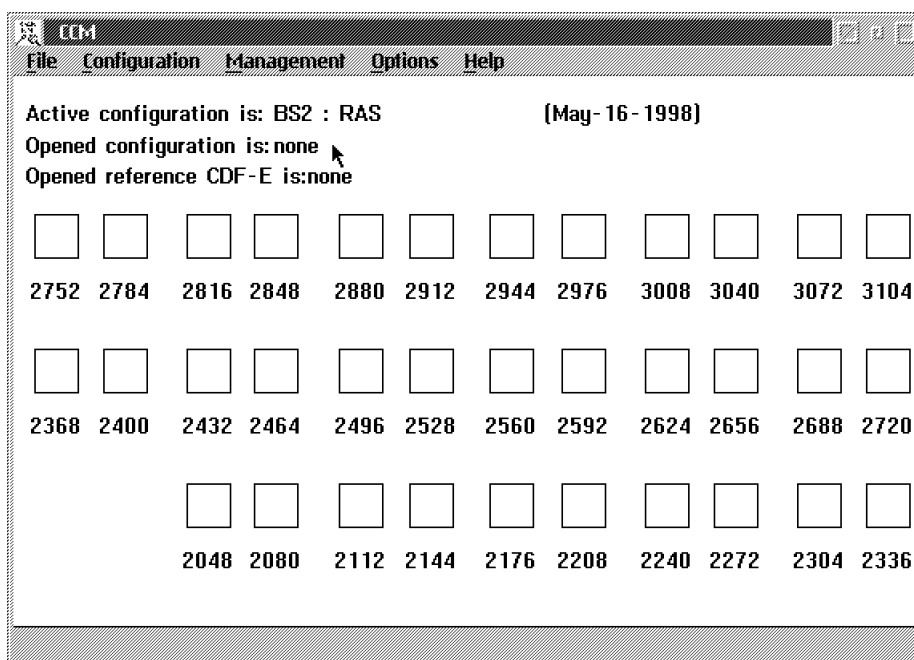 CCM
File Configuration Management Options Help
Active configuration is: BS2 : RAS (May-16-1998)
Opened configuration is: none
Opened reference CDF-E is:none
2752 2784 2816 2848 2880 2912 2944 2976 3008 3040 3072 3104
2368 2400 2432 2464 2496 2528 2560 2592 2624 2656 2688 2720
2048 2080 2112 2144 2176 2208 2240 2272 2304 2336